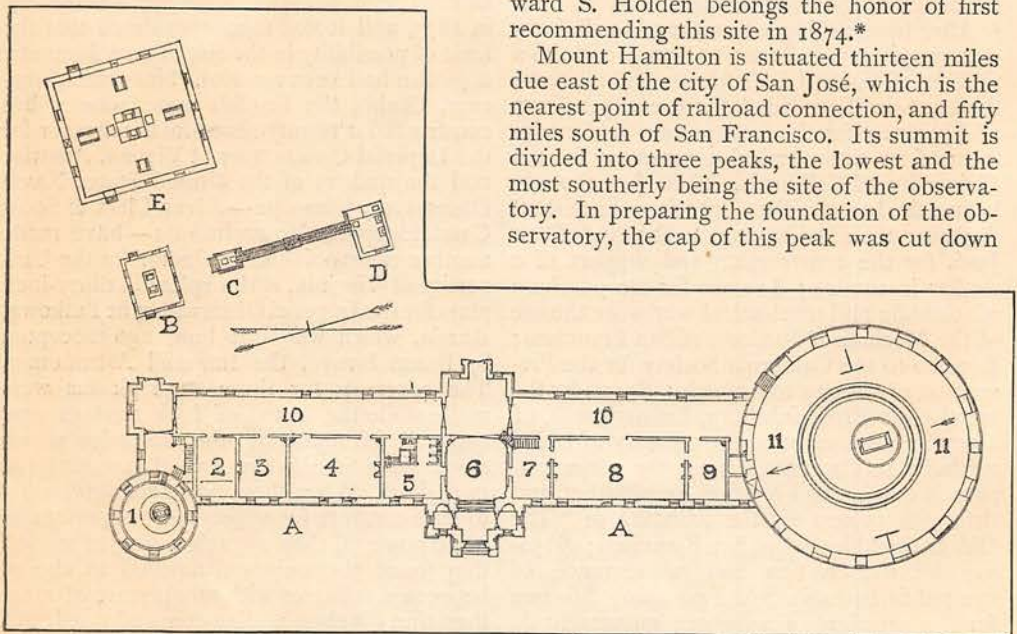 ward S. Holden belongs the honor of first
recommending this site in 1874.*
Mount Hamilton is situated thirteen miles
due east of the city of San José, which is the
nearest point of railroad connection, and fifty
miles south of San Francisco. Its summit is
divided into three peaks, the lowest and the
most southerly being the site of the observa-
tory. In preparing the foundation of the ob-
servatory, the cap of this peak was cut down
E
D
C
B
10 10
11 11
2 3 4 5 6 7 8 9
1
A A